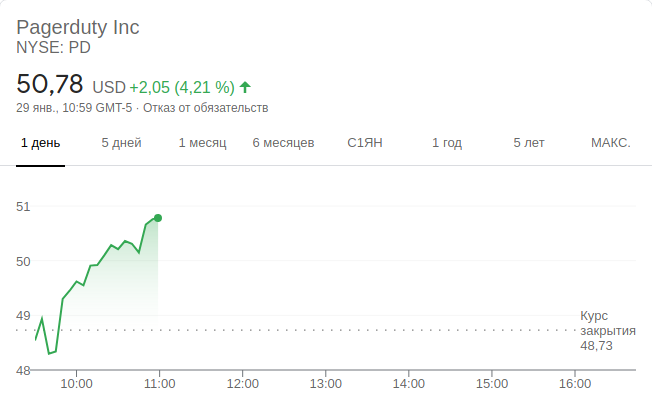 Pagerduty Inc
NYSE: PD
50,78 USD +2,05 (4,21 %)
29 янв., 10:59 GMT-5 · Отказ от обязательств
1 день 5 дней 1 месяц 6 месяцев С1ЯН 1 год 5 лет МАКС.
51
50
49
48
Курс
закрытия
48,73
10:00 11:00 12:00 13:00 14:00 15:00 16:00